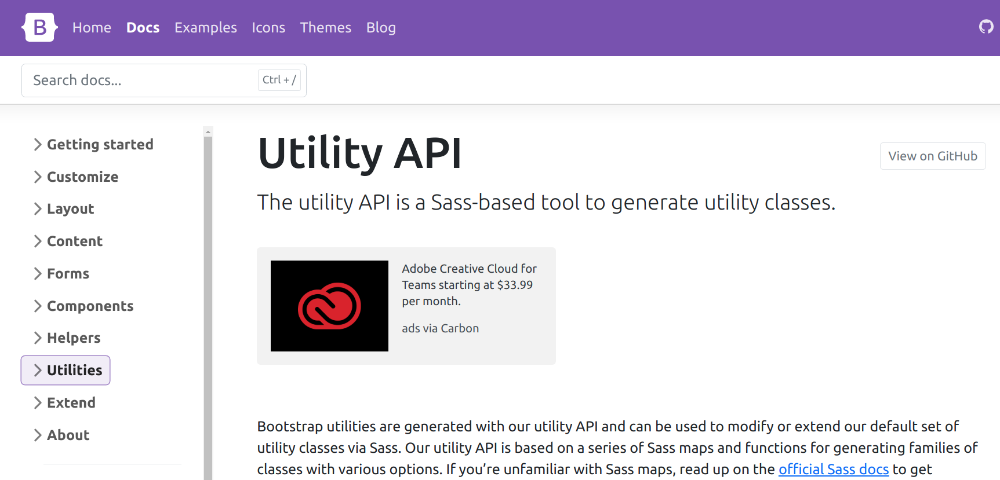 B Home Docs Examples Icons Themes Blog
Search docs... Ctrl + /
Getting started
Customize
Layout
Content
Forms
Components
Helpers
Utilities
Extend
About
Utility API
View on GitHub
The utility API is a Sass-based tool to generate utility classes.
Adobe Creative Cloud for
Teams starting at $33.99
per month.
ads via Carbon
Bootstrap utilities are generated with our utility API and can be used to modify or extend our default set of
utility classes via Sass. Our utility API is based on a series of Sass maps and functions for generating families of
classes with various options. If you’re unfamiliar with Sass maps, read up on the official Sass docs to get